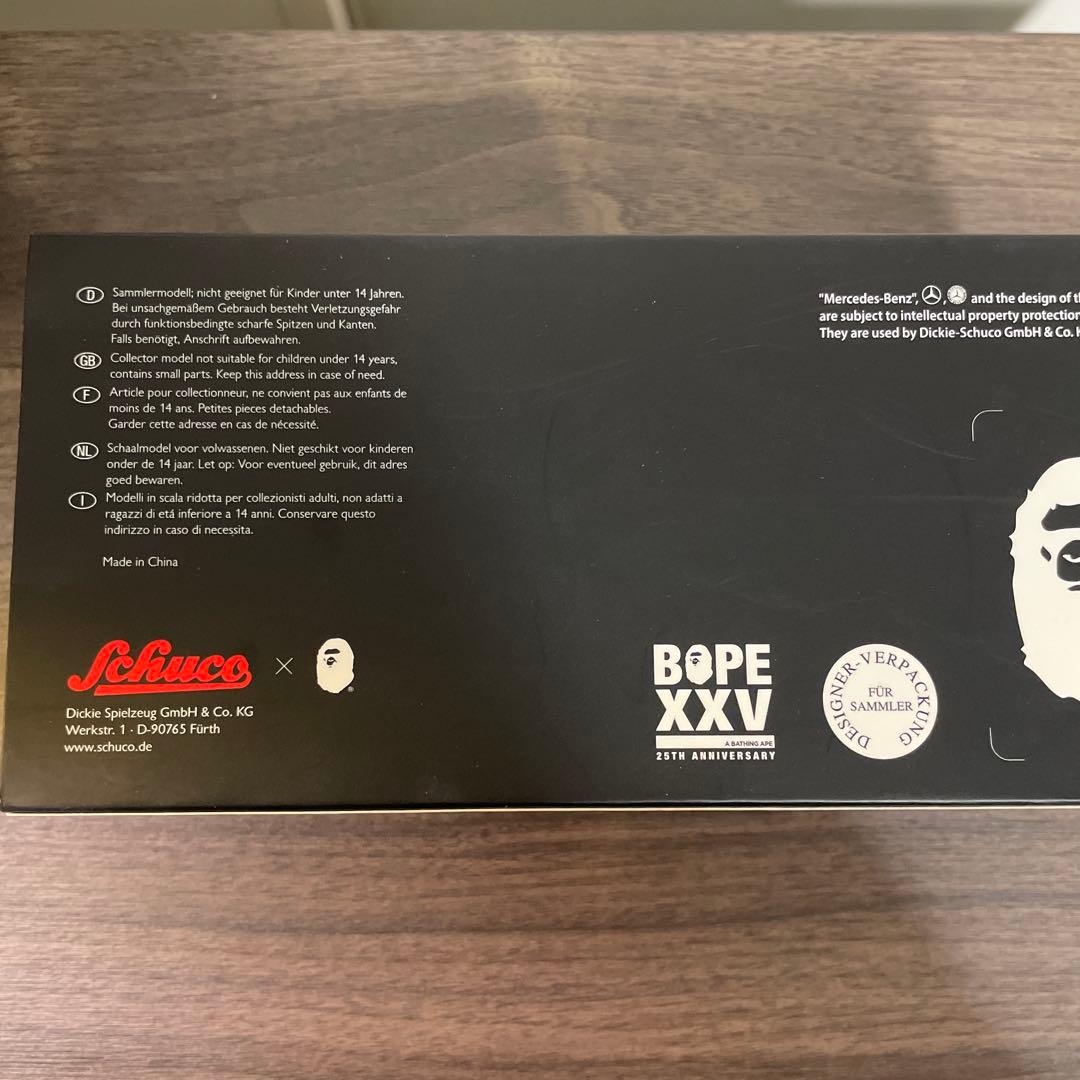 D Sammlermodell; nicht geeignet für Kinder unter 14 Jahren.
Bei unsachgemäßem Gebrauch besteht Verletzungsgefahr
durch funktionsbedingte scharfe Spitzen und Kanten.
Falls benötigt, Anschrift aufbewahren.
GB Collector model not suitable for children under 14 years,
contains small parts. Keep this address in case of need.
F Article pour collectionneur, ne convient pas aux enfants de
moins de 14 ans. Petites pieces detachables.
Garder cette adresse en cas de nécessité.
NL Schaalmodel voor volwassenen. Niet geschikt voor kinderen
onder de 14 jaar. Let op: Voor eventueel gebruik, dit adres
goed bewaren.
I Modelli in scala ridotta per collezionisti adulti, non adatti a
ragazzi di etá inferiore a 14 anni. Conservare questo
indirizzo in caso di necessita.
Made in China
Schuco × ®
Dickie Spielzeug GmbH & Co. KG
Werkstr. 1 · D-90765 Fürth
www.schuco.de
"Mercedes-Benz", , and the design of
are subject to intellectual property protection
They are used by Dickie-Schuco GmbH & Co.
BAPE
XXV
A BATHING APE
25TH ANNIVERSARY
DESIGNER-VERPACKUNG
FÜR
SAMMLER